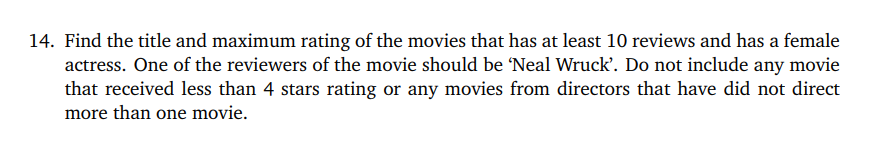 14. Find the title and maximum rating of the movies that has at least 10 reviews and has a female
actress. One of the reviewers of the movie should be ‘Neal Wruck’. Do not include any movie
that received less than 4 stars rating or any movies from directors that have did not direct
more than one movie.